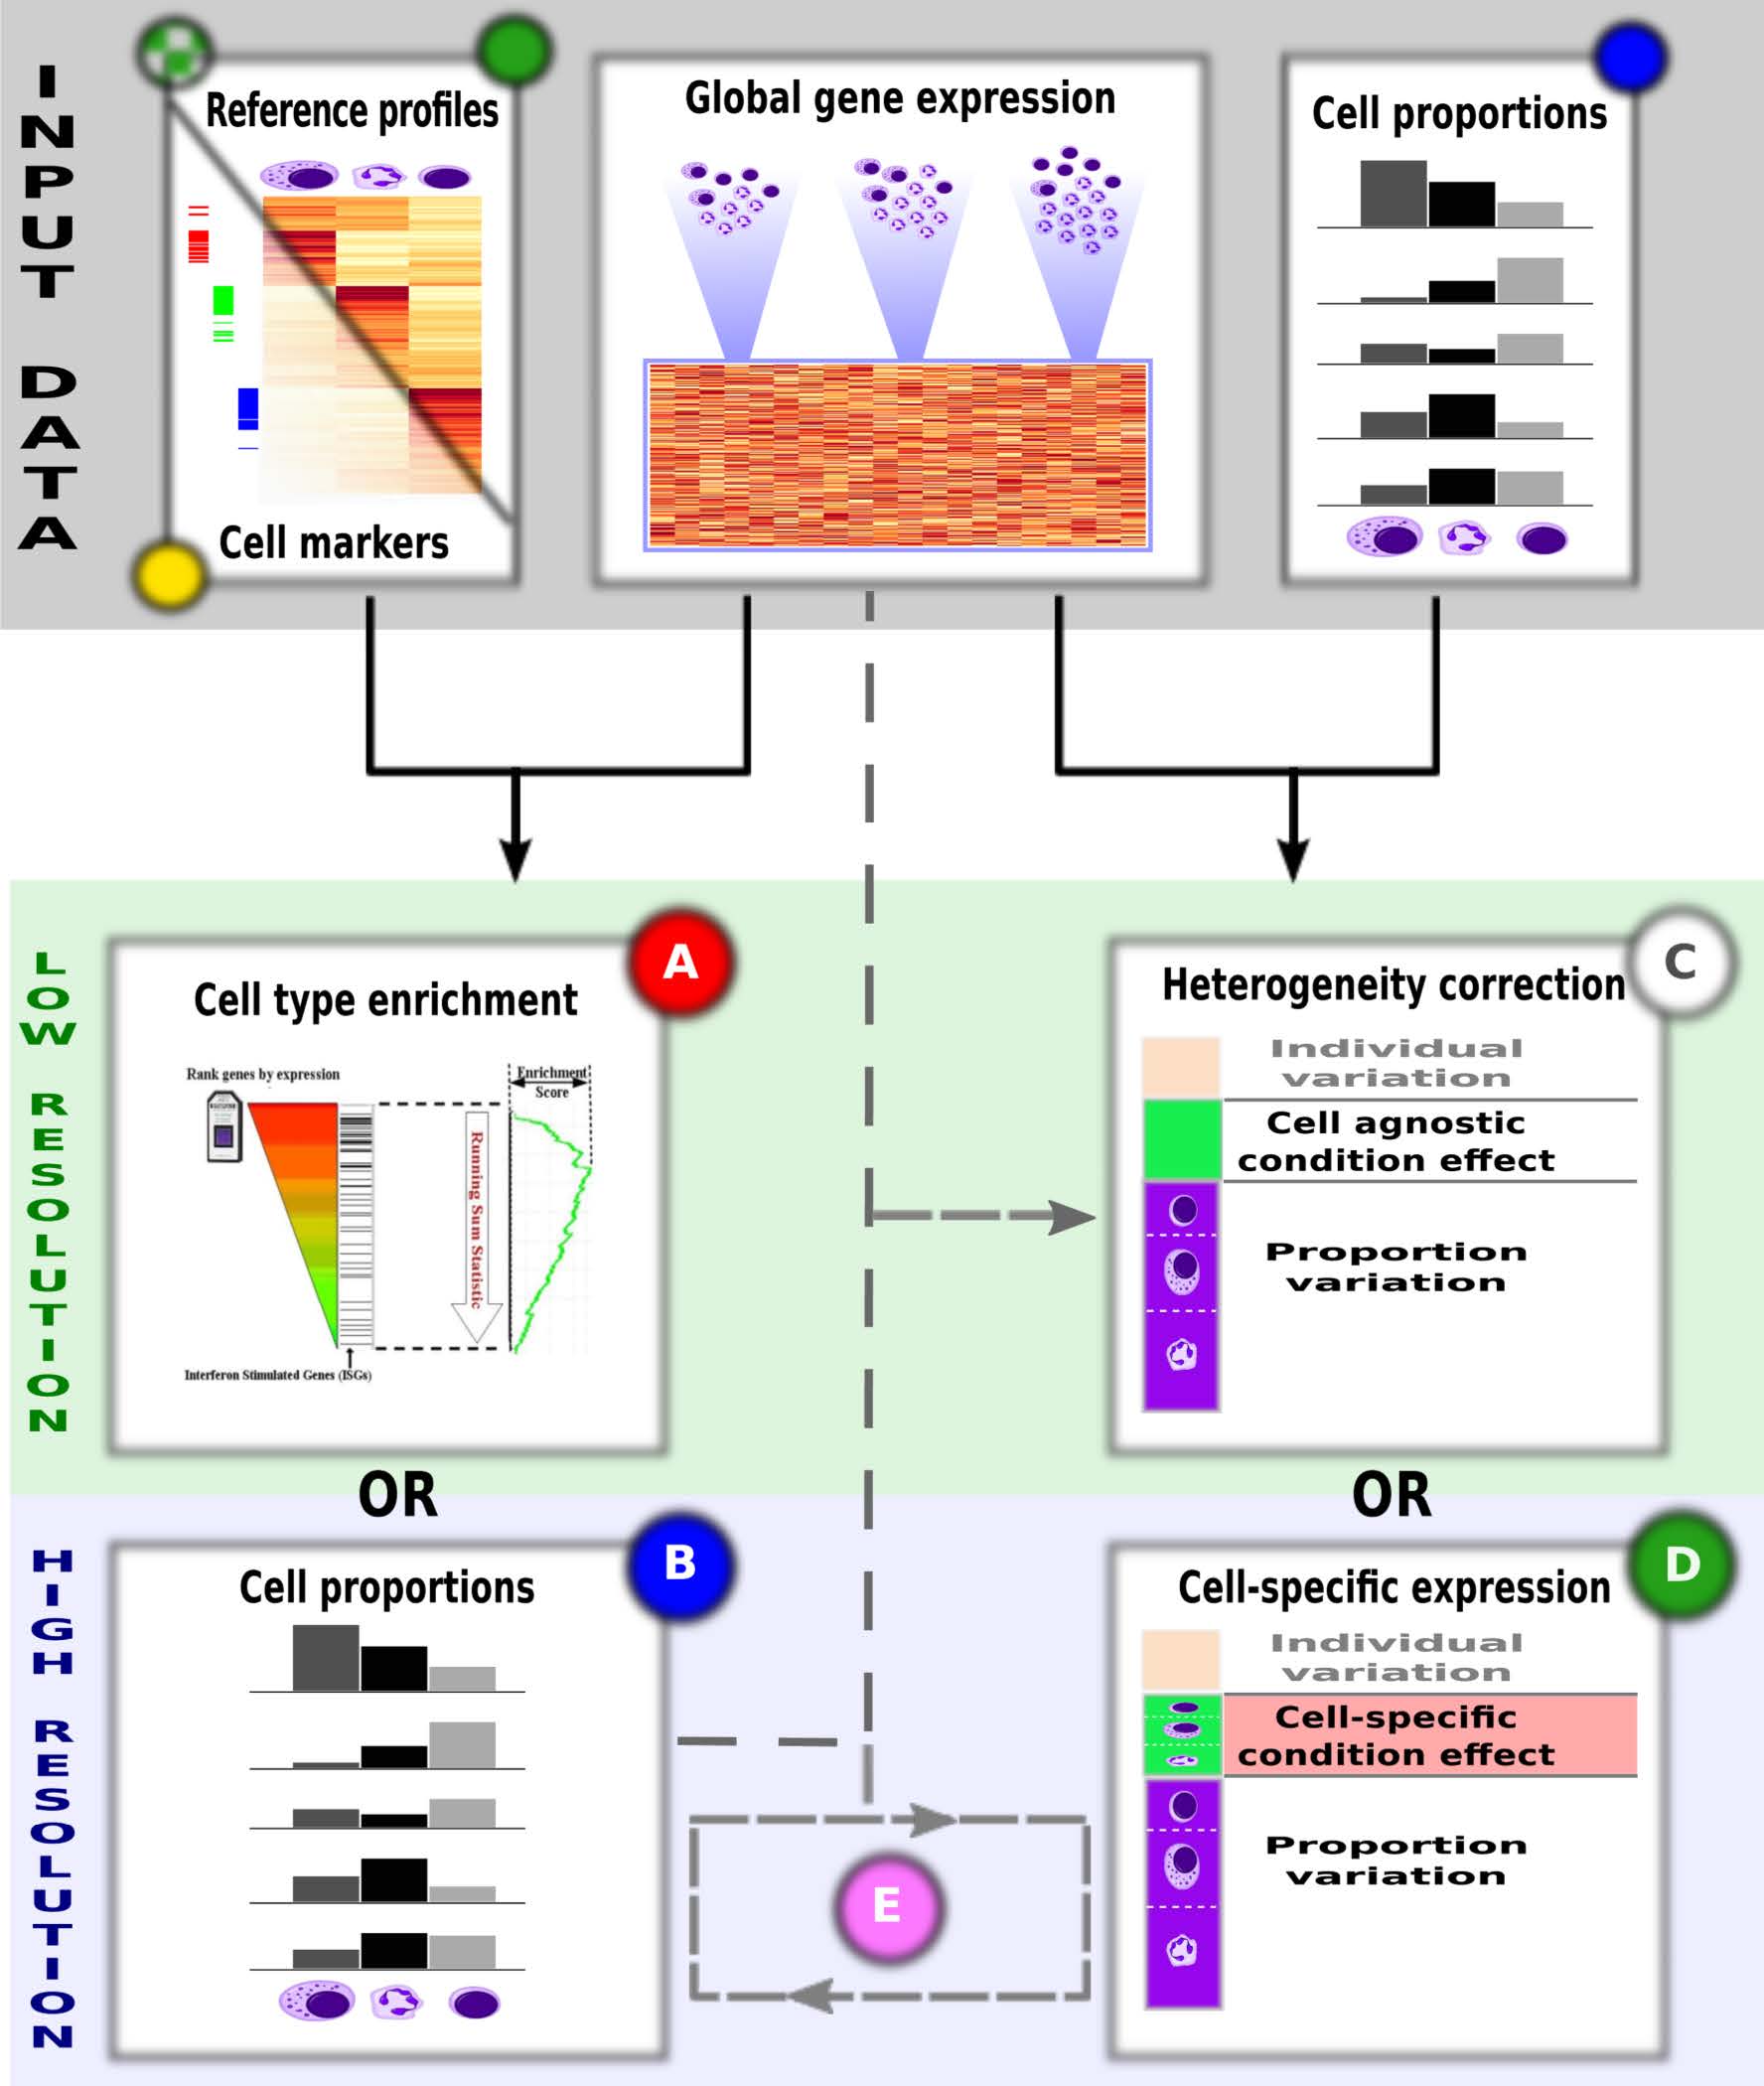 INPUT DATA
Reference profiles
Cell markers
Global gene expression
Cell proportions
LOW RESOLUTION
A
Cell type enrichment
Rank genes by expression
Enrichment
Score
Running Sum Statistic
Interferon Stimulated Genes (ISGs)
C
Heterogeneity correction
Individual
variation
Cell agnostic
condition effect
Proportion
variation
OR
OR
HIGH RESOLUTION
B
Cell proportions
E
D
Cell-specific expression
Individual
variation
Cell-specific
condition effect
Proportion
variation